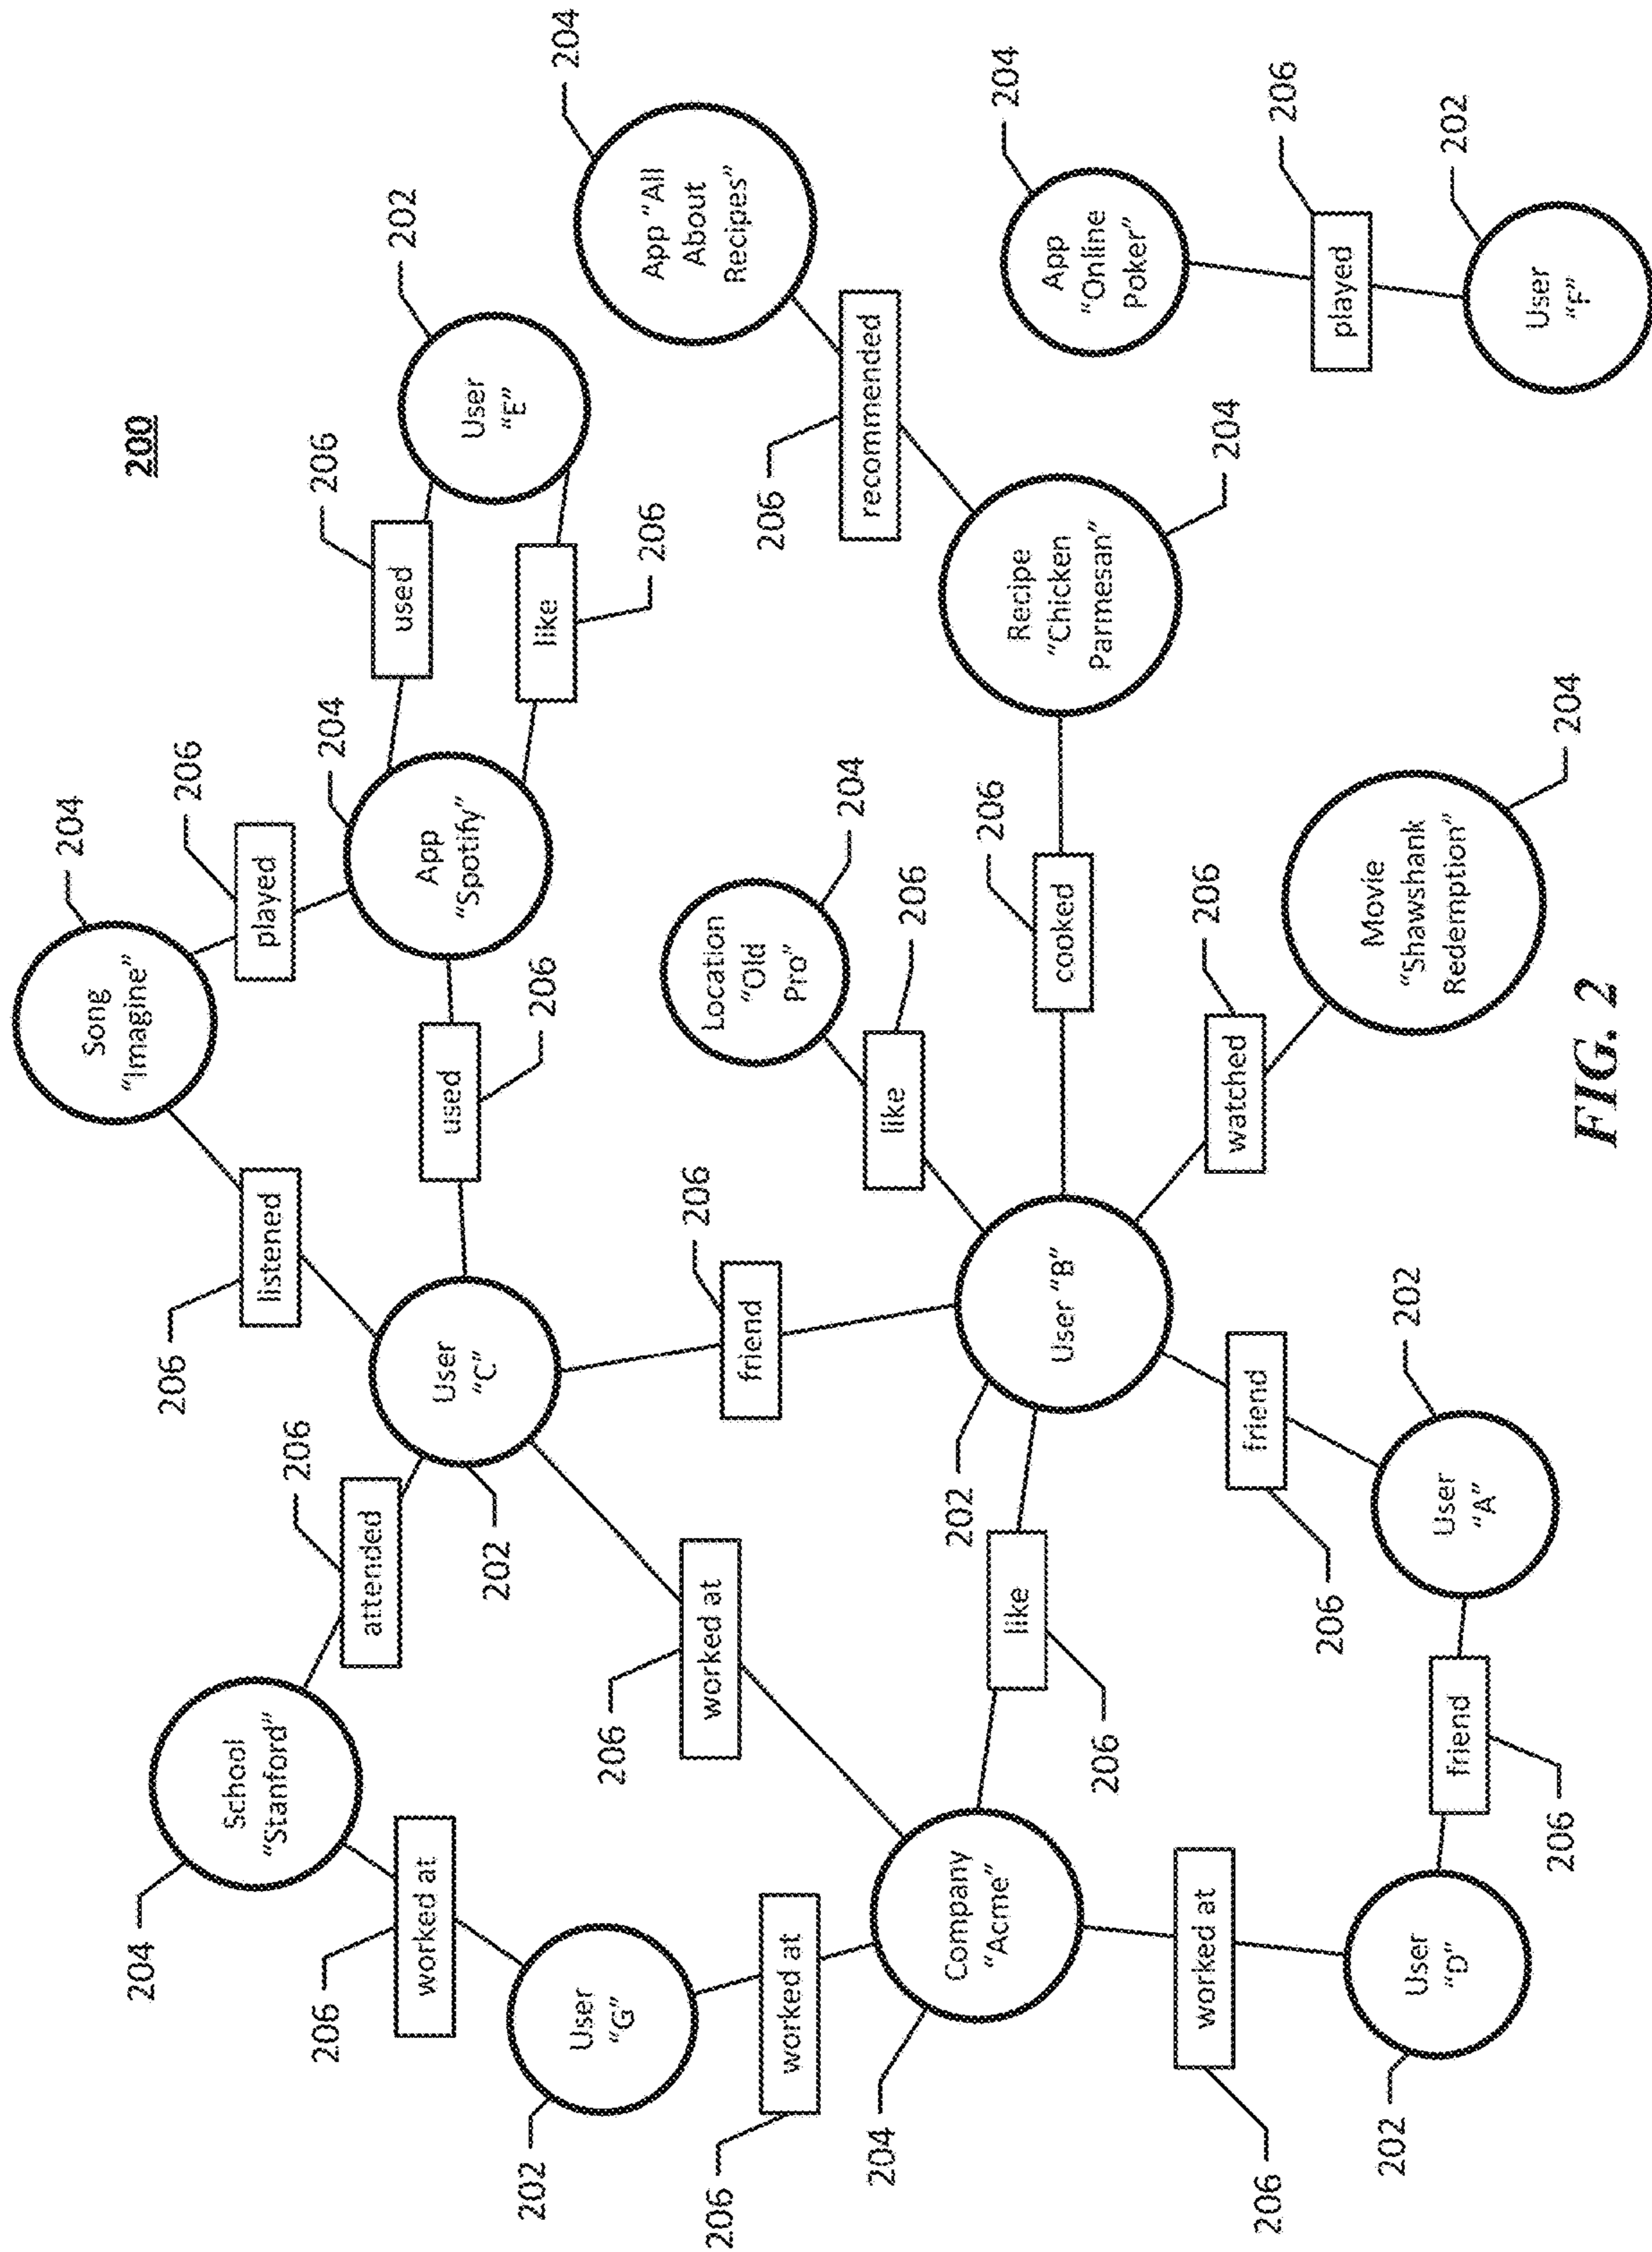 200
204
Song
“Imagine”
206
played
206
listened
204
School
“Stanford”
206
attended
206
used
202
User
“E”
204
App
“Spotify”
206
like
206
used
206
User
“C”
202
206
worked at
202
User
“G”
206
worked at
206
worked at
206
friend
204
App “All
About
Recipes”
206
recommended
204
Location
“Old
Pro”
206
like
204
Company
“Acme”
206
like
202
User “B”
206
cooked
Recipe
“Chicken
Parmesan”
204
204
App
“Online
Poker”
206
played
202
User
“F”
206
worked at
206
friend
206
watched
Movie
“Shawshank
Redemption”
204
202
User
“D”
206
friend
User
“A”
202
FIG. 2